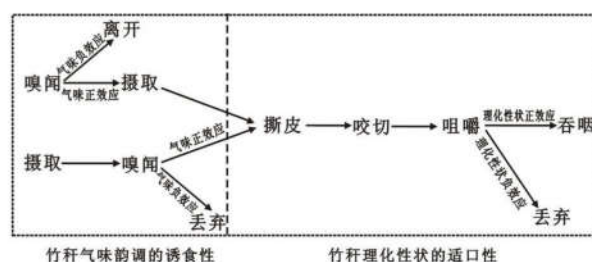 离开
气味负效应
嗅闻
气味正效应
摄取
撕皮
咬切
咀嚼
理化性状正效应
吞咽
气味正效应
摄取
嗅闻
气味负效应
丢弃
理化性状负效应
丢弃
竹秆气味韵调的诱食性
竹秆理化性状的适口性